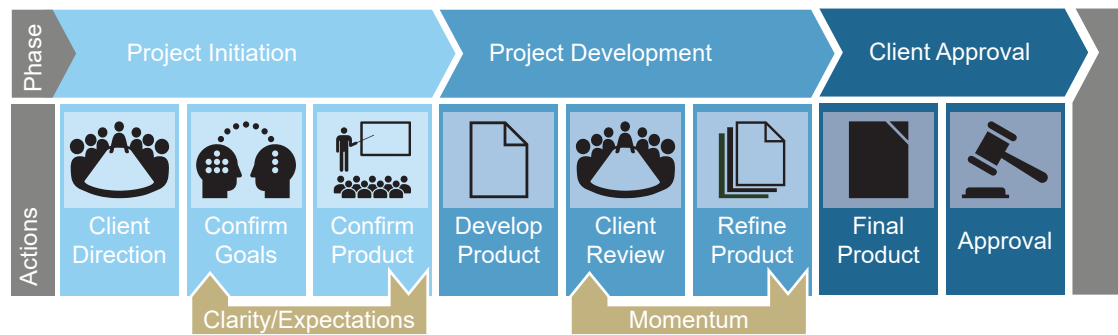 Phase
Project Initiation
Project Development
Client Approval
Actions
Client
Direction
Confirm
Goals
Confirm
Product
Develop
Product
Client
Review
Refine
Product
Final
Product
Approval
Clarity/Expectations
Momentum